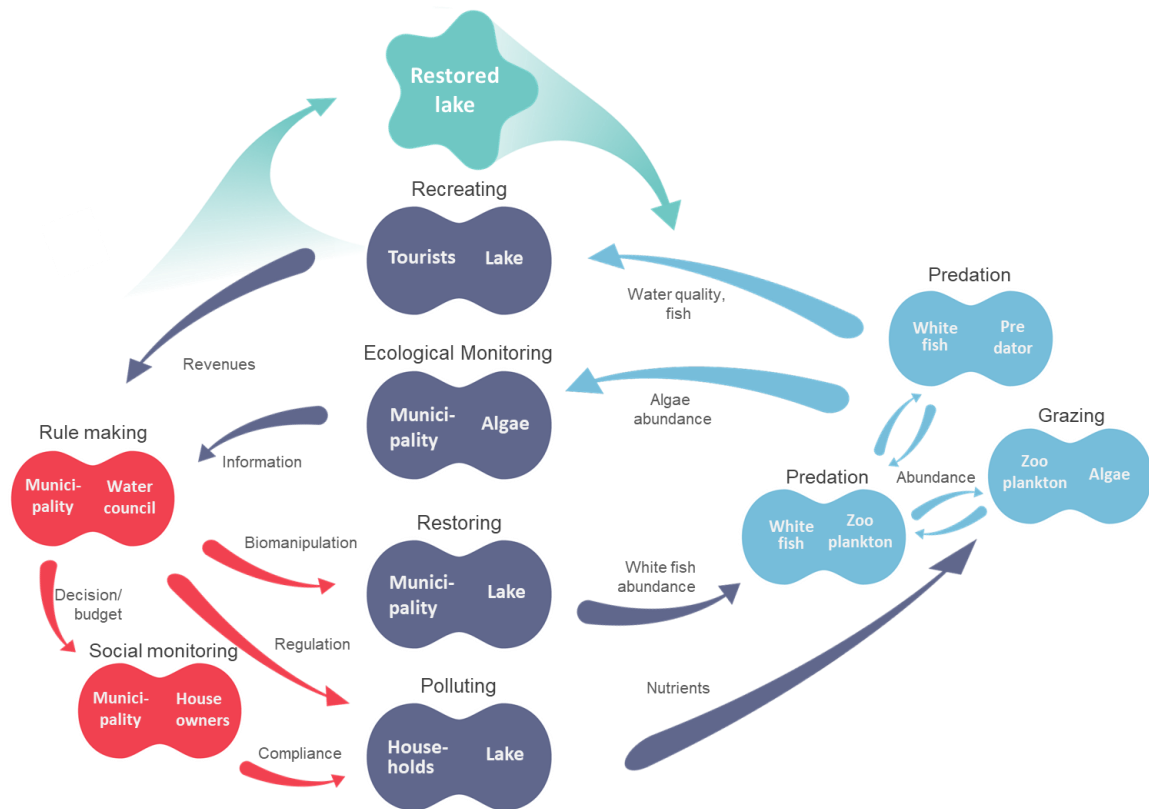 Restored
lake
Recreating
Tourists Lake
Water quality,
fish
Predation
White
fish
Pre
dator
Revenues
Ecological Monitoring
Munici-
pality
Algae
Algae
abundance
Grazing
Zoo
plankton
Algae
Rule making
Munici-
pality
Water
council
Information
Predation
White
fish
Zoo
plankton
Abundance
Biomanipulation
Restoring
Munici-
pality
Lake
White fish
abundance
Decision/
budget
Regulation
Social monitoring
Munici-
pality
House
owners
Compliance
Polluting
House-
holds
Lake
Nutrients